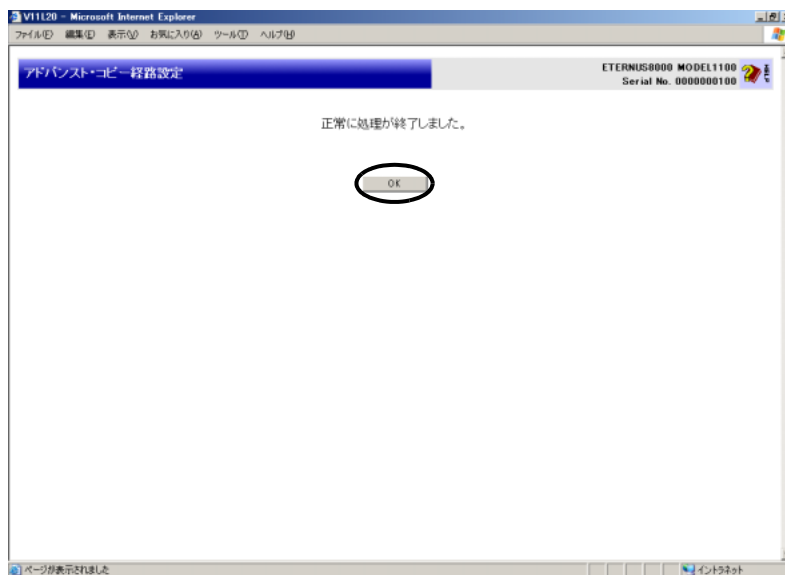 V11L20 - Microsoft Internet Explorer
ファイル(F) 編集(E) 表示(V) お気に入り(A) ツール(T) ヘルプ(H)
アドバンスト・コピー経路設定
ETERNUS8000 MODEL1100
Serial No. 0000000100
HELP
正常に処理が終了しました。
OK
ページが表示されました
イントラネット